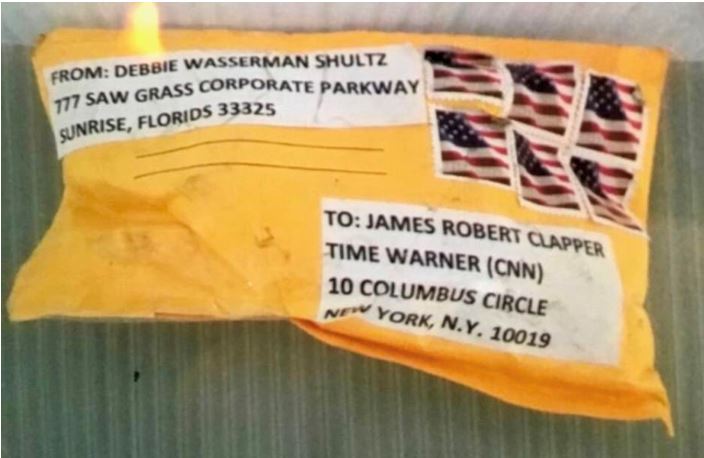 FROM: DEBBIE WASSERMAN SHULTZ
777 SAW GRASS CORPORATE PARKWAY
SUNRISE, FLORIDS 33325
TO: JAMES ROBERT CLAPPER
TIME WARNER (CNN)
10 COLUMBUS CIRCLE
NEW YORK, N.Y. 10019